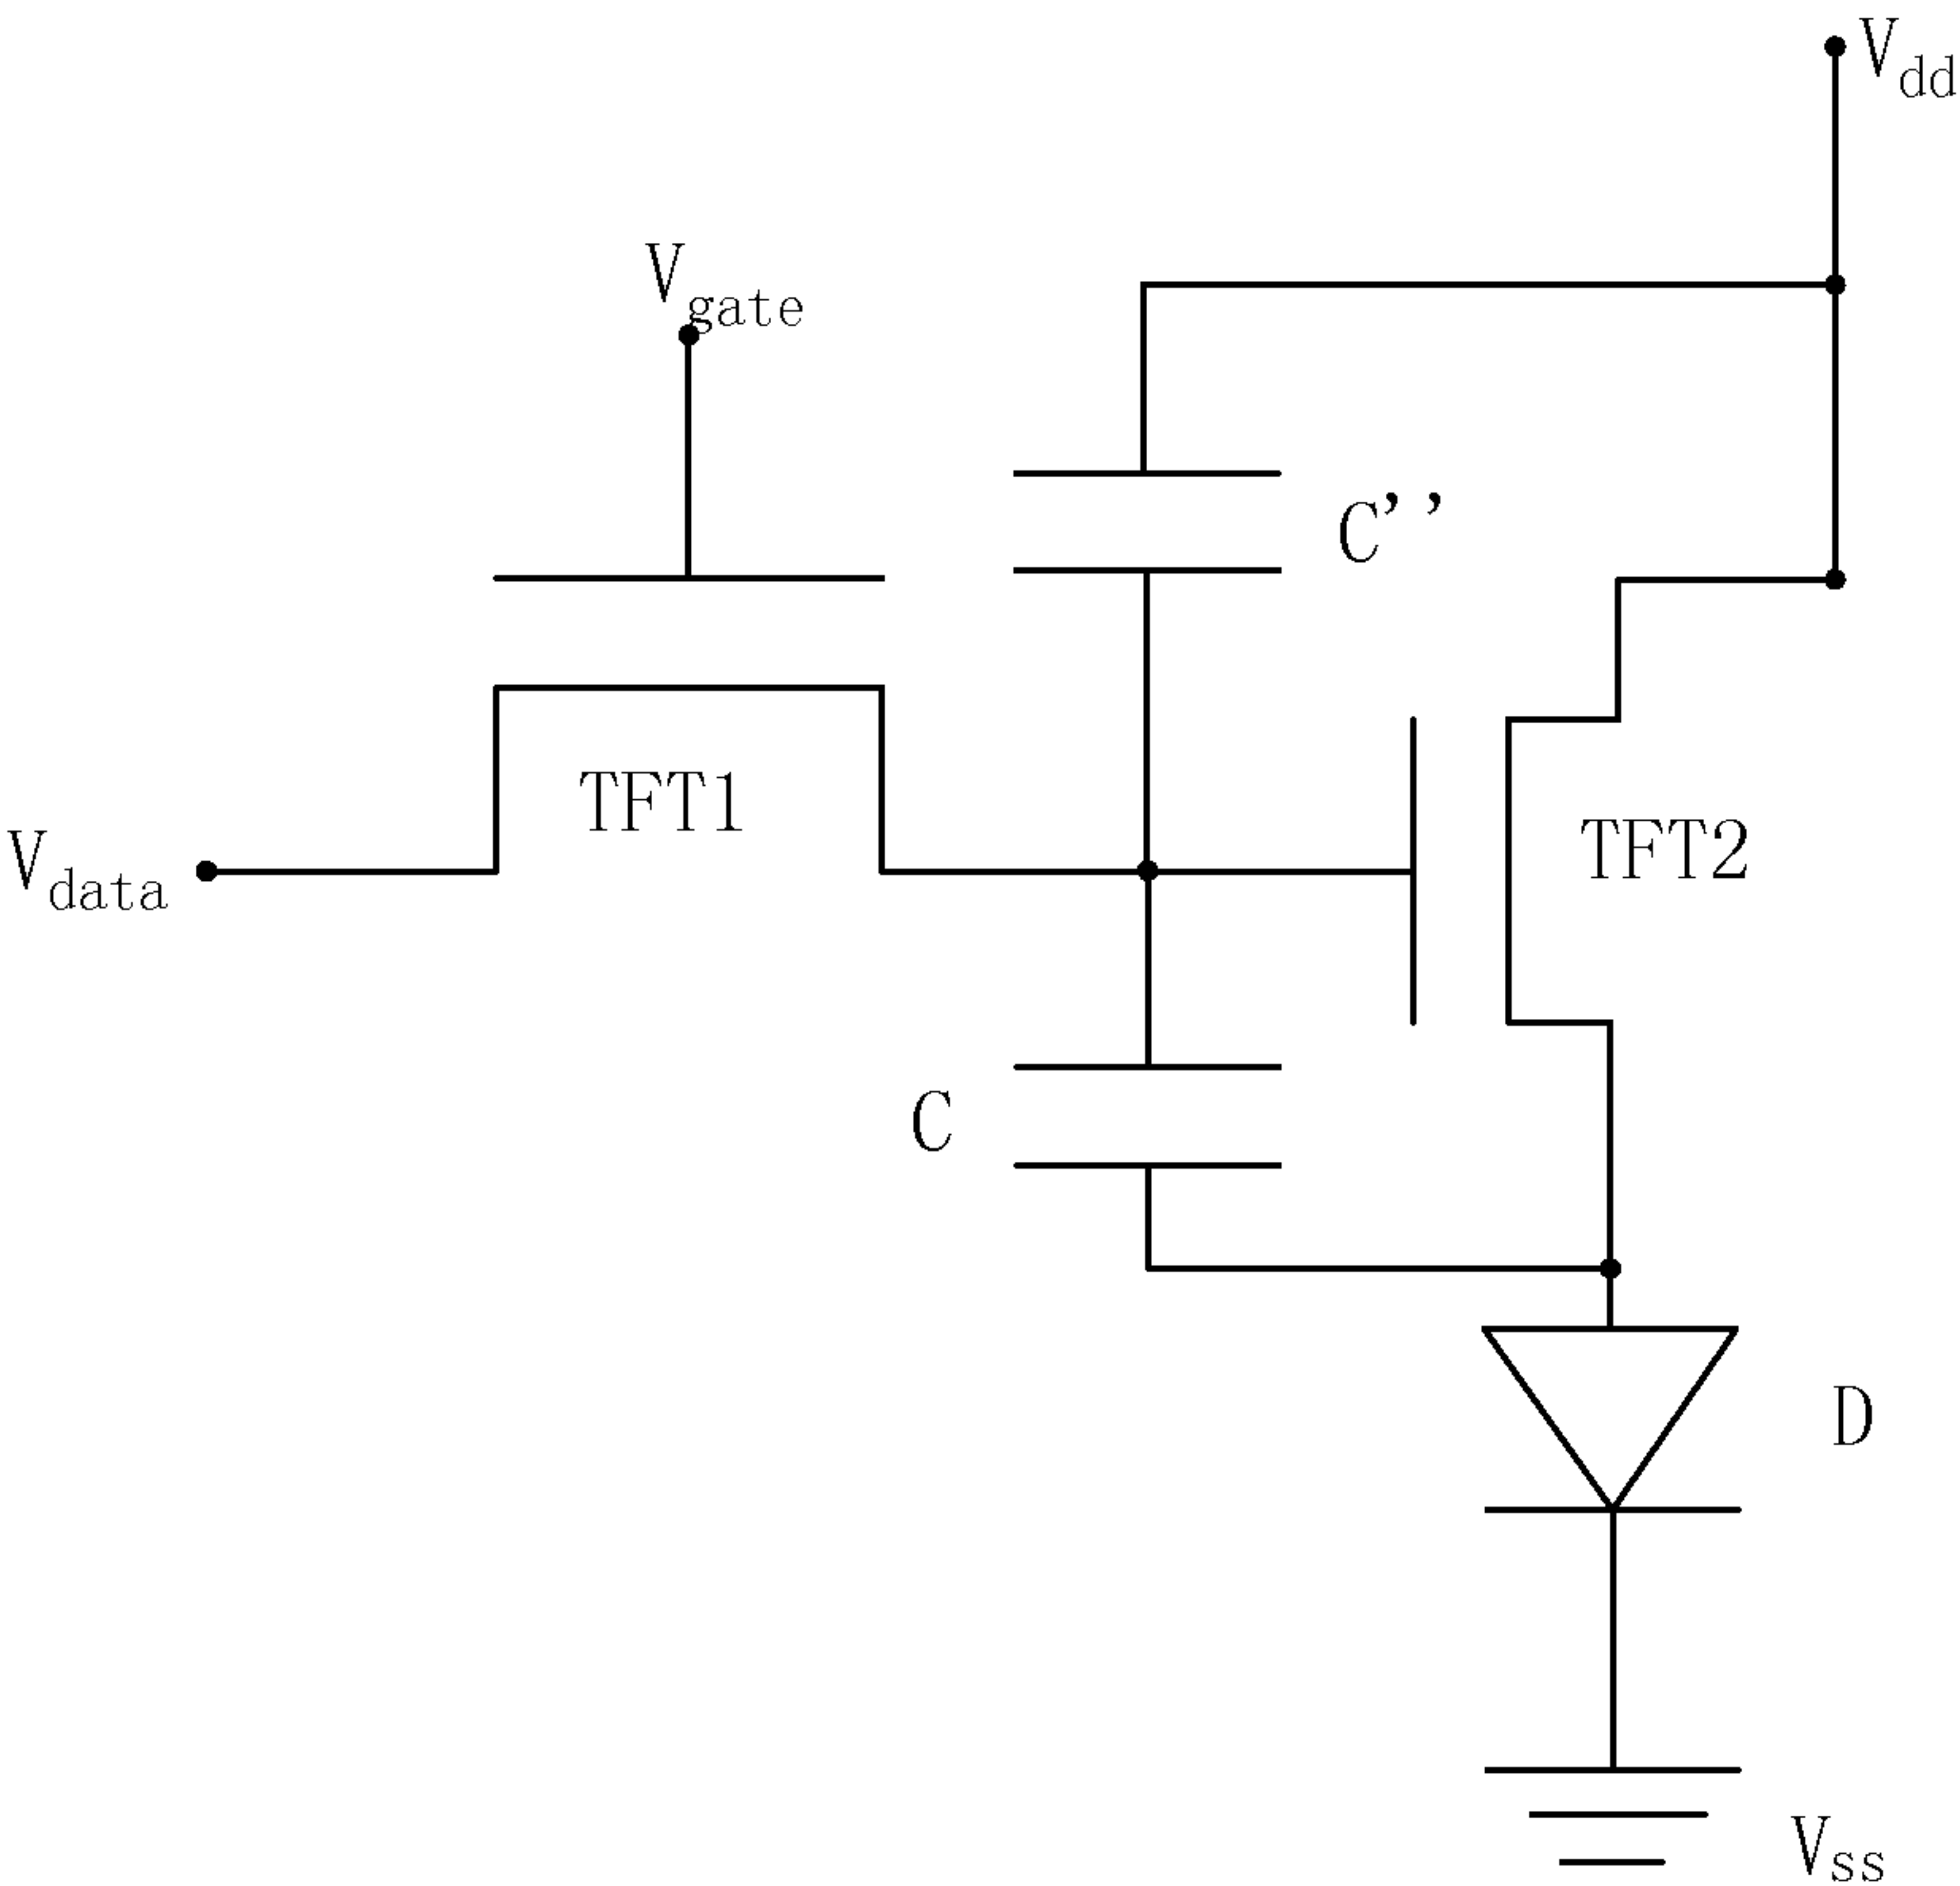 Vdd
Vgate
C''
TFT1
TFT2
Vdata
C
D
Vss